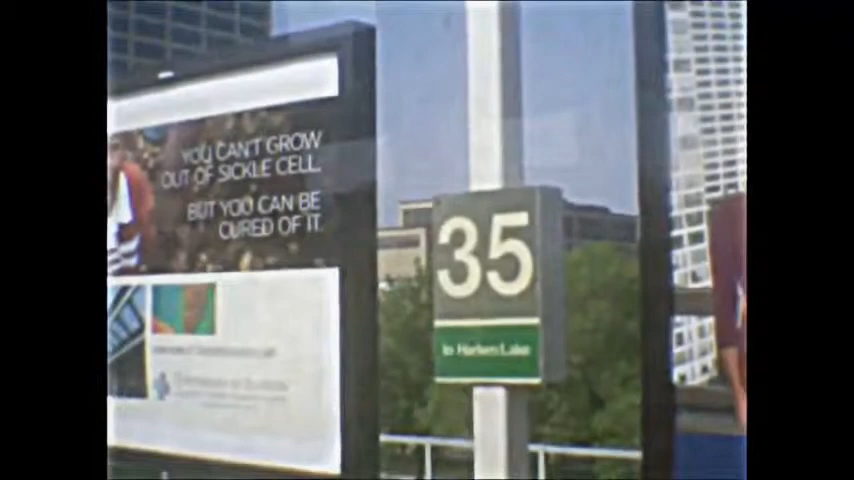 YOU CAN'T GROW
OUT OF SICKLE CELL.
BUT YOU CAN BE
CURED OF IT.
35
to Harlem/Lake